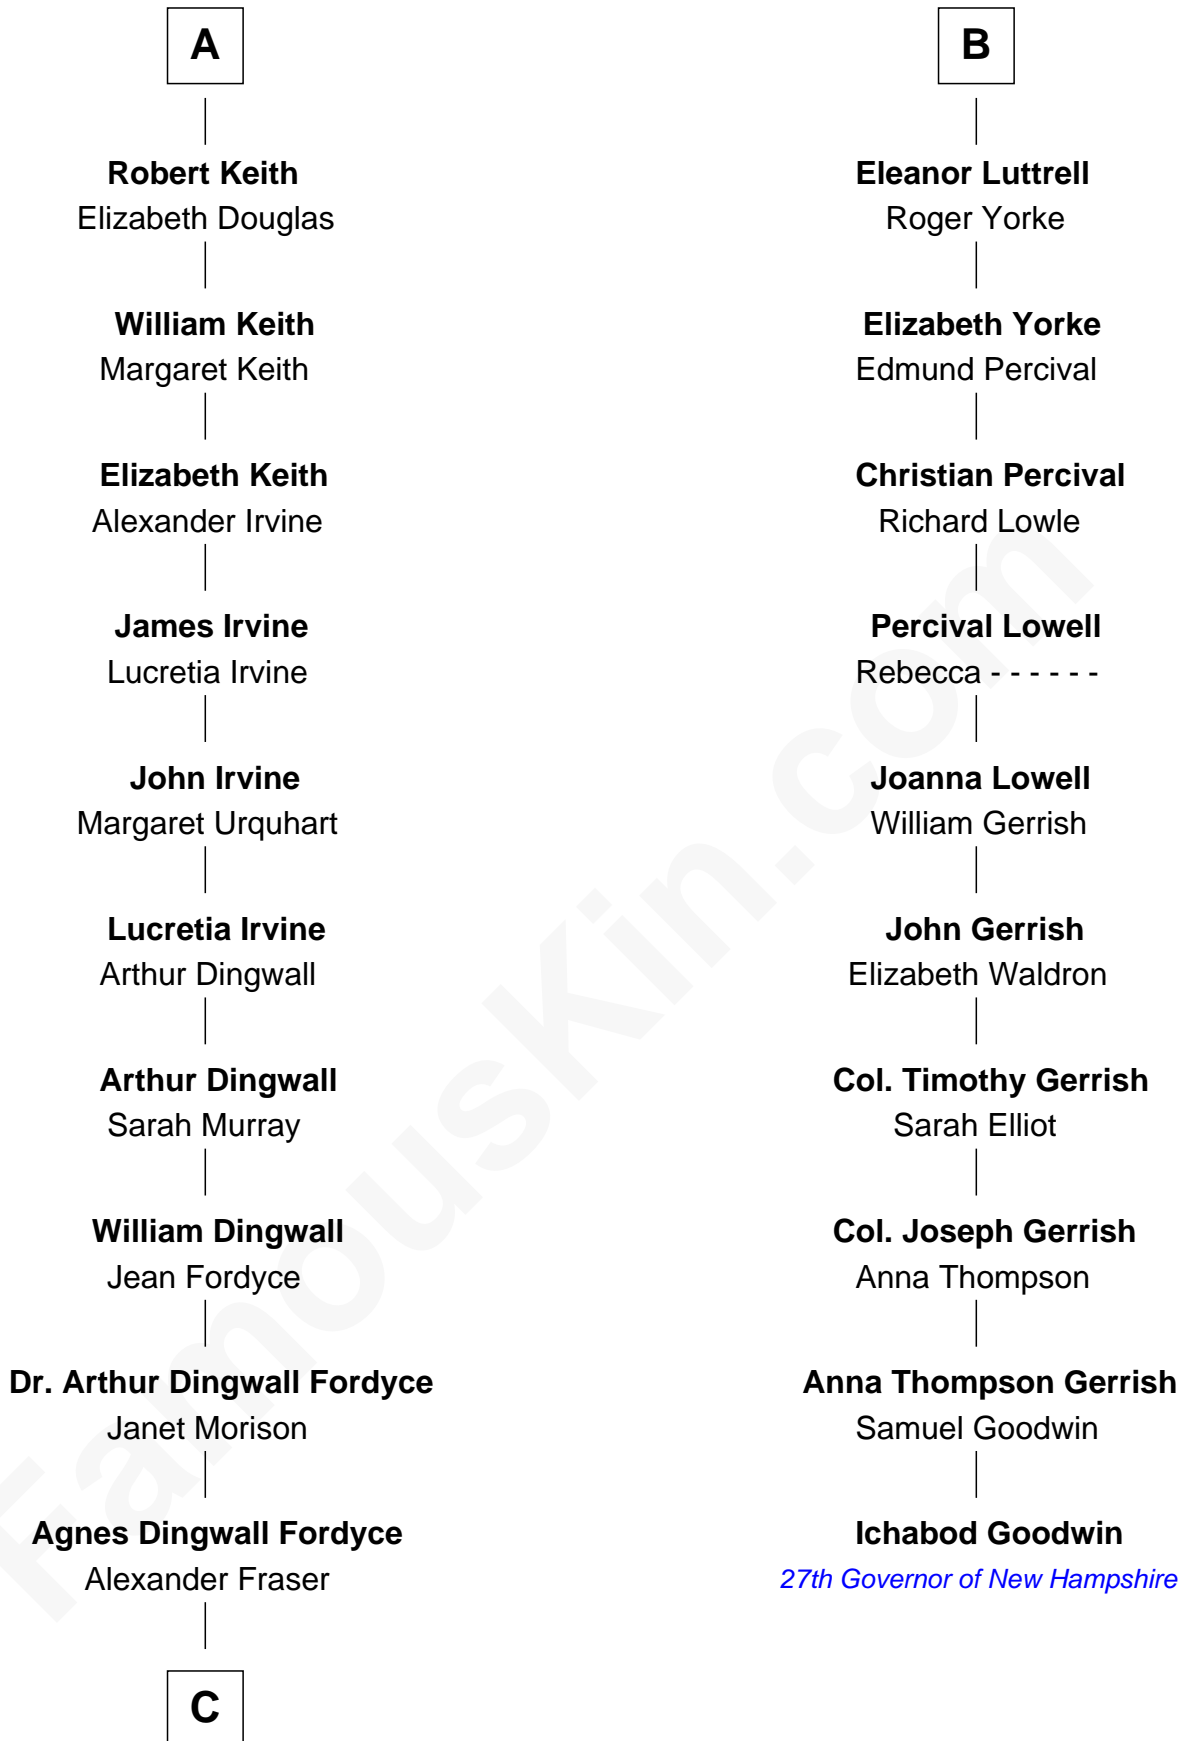 A
Robert Keith
Elizabeth Douglas
William Keith
Margaret Keith
Elizabeth Keith
Alexander Irvine
James Irvine
Lucretia Irvine
John Irvine
Margaret Urquhart
Lucretia Irvine
Arthur Dingwall
Arthur Dingwall
Sarah Murray
William Dingwall
Jean Fordyce
Dr. Arthur Dingwall Fordyce
Janet Morison
Agnes Dingwall Fordyce
Alexander Fraser
C
B
Eleanor Luttrell
Roger Yorke
Elizabeth Yorke
Edmund Percival
Christian Percival
Richard Lowle
Percival Lowell
Rebecca - - - - - -
Joanna Lowell
William Gerrish
John Gerrish
Elizabeth Waldron
Col. Timothy Gerrish
Sarah Elliot
Col. Joseph Gerrish
Anna Thompson
Anna Thompson Gerrish
Samuel Goodwin
Ichabod Goodwin
27th Governor of New Hampshire
FamousKin.com